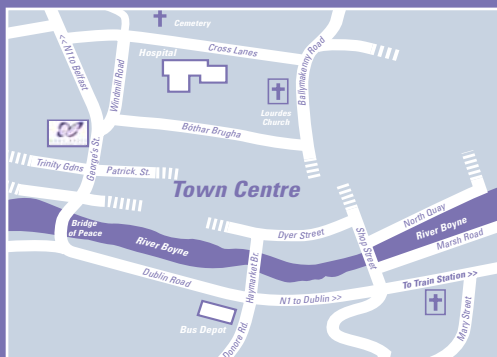 Cemetery
<< N1 to Belfast
Cross Lanes
Hospital
Windmill Road
Ballymakenny Road
Lourdes
Church
Bóthar Brugha
George's St.
Trinity Gdns
Patrick. St.
Town Centre
Bridge
of Peace
River Boyne
Dyer Street
Shop Street
North Quay
River Boyne
Marsh Road
Haymarket Br.
Dublin Road
N1 to Dublin >>
To Train Station >>
Bus Depot
Donore Rd.
Mary Street